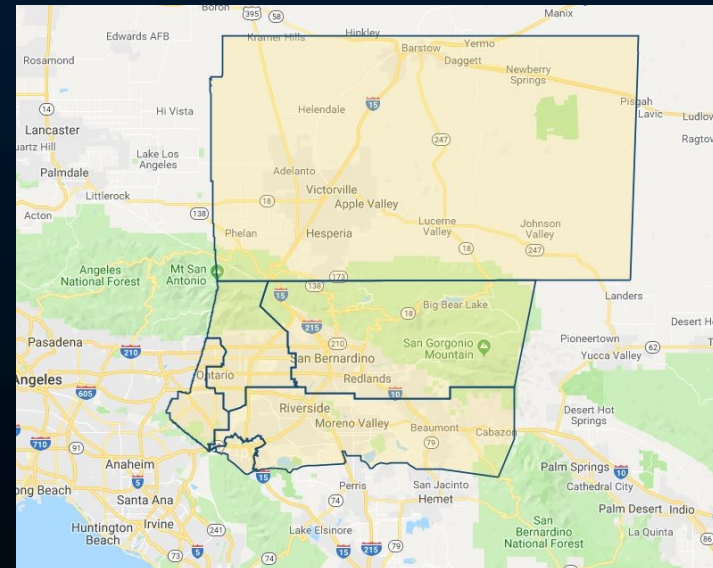 Boron
395
58
Manix
Edwards AFB
Kramer Hills
Hinkley
Barstow
Yermo
Daggett
Rosamond
Newberry
Springs
Pisgah
Lavic
Ludlow
14
Hi Vista
Helendale
15
Lancaster
247
uartz Hill
Lake Los
Angeles
Adelanto
Palmdale
Victorville
Littlerock
18
Apple Valley
Acton
138
Lucerne
Valley
Johnson
Valley
Phelan
Hesperia
18
247
Angeles
National Forest
Mt San
Antonio
173
138
15
Landers
Big Bear Lake
18
215
Pasadena
210
210
San Gorgonio
Mountain
Pioneertown
62
Yucca Valley
San Bernardino
Angeles
Ontario
Redlands
10
605
Riverside
Desert Hot
Springs
Moreno Valley
Beaumont
710
91
79
Cabazon
Anaheim
5
15
Palm Springs
10
Perris
San Jacinto
Cathedral City
ong Beach
Santa Ana
74
Hemet
Palm Desert
Indio
Huntington
Beach
Irvine
241
Lake Elsinore
San
Bernardino
National Forest
La Quinta
86
73
5
74
15
215
79